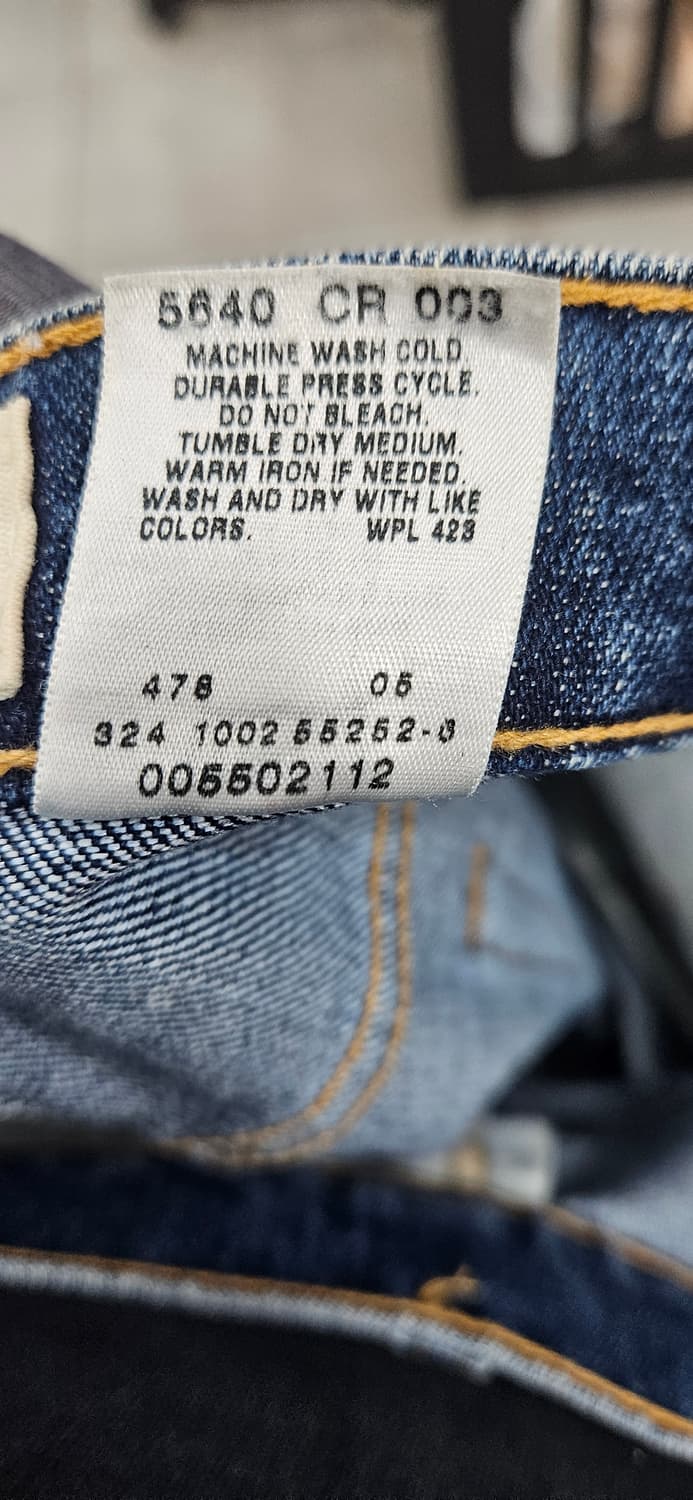 5640 CR 003
MACHINE WASH COLD.
DURABLE PRESS CYCLE.
DO NOT BLEACH.
TUMBLE DRY MEDIUM.
WARM IRON IF NEEDED.
WASH AND DRY WITH LIKE
COLORS. WPL 423
478 05
324 1002 55252-3
005502112